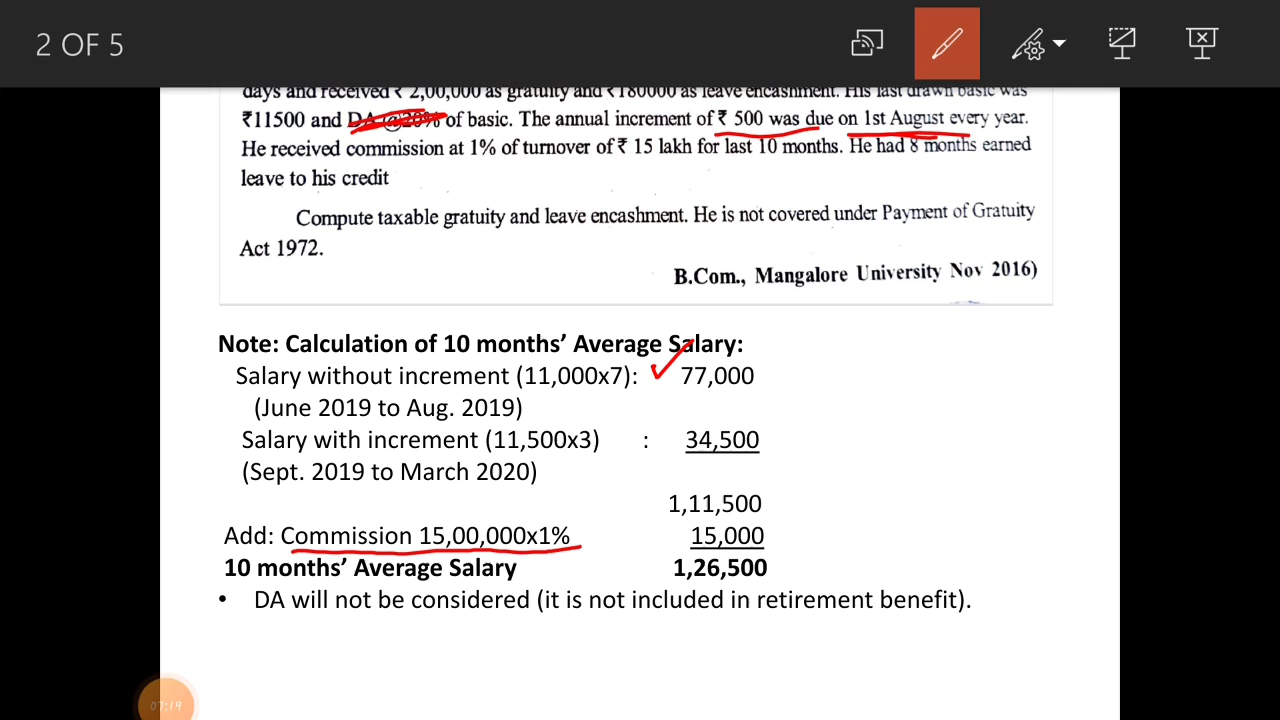 2 OF 5
days and received ₹ 2,00,000 as gratuity and ₹180000 as leave encashment. His last drawn basic was
₹11500 and DA @20% of basic. The annual increment of ₹ 500 was due on 1st August every year.
He received commission at 1% of turnover of ₹ 15 lakh for last 10 months. He had 8 months earned
leave to his credit
Compute taxable gratuity and leave encashment. He is not covered under Payment of Gratuity
Act 1972.
B.Com., Mangalore University Nov 2016)
Note: Calculation of 10 months’ Average Salary:
Salary without increment (11,000x7): 77,000
(June 2019 to Aug. 2019)
Salary with increment (11,500x3) : 34,500
(Sept. 2019 to March 2020)
1,11,500
Add: Commission 15,00,000x1% 15,000
10 months’ Average Salary 1,26,500
• DA will not be considered (it is not included in retirement benefit).
07:19